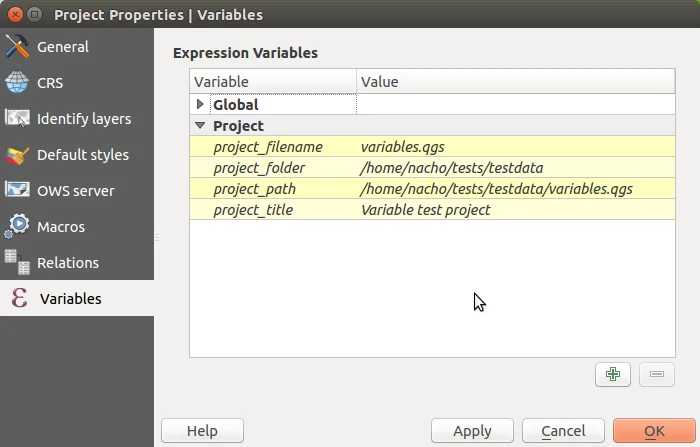 Project Properties | Variables
General
CRS
Identify layers
Default styles
OWS server
Macros
Relations
Variables
Expression Variables
Variable Value
Global
Project
project_filename variables.qgs
project_folder /home/nacho/tests/testdata
project_path /home/nacho/tests/testdata/variables.qgs
project_title Variable test project
Help Apply Cancel OK